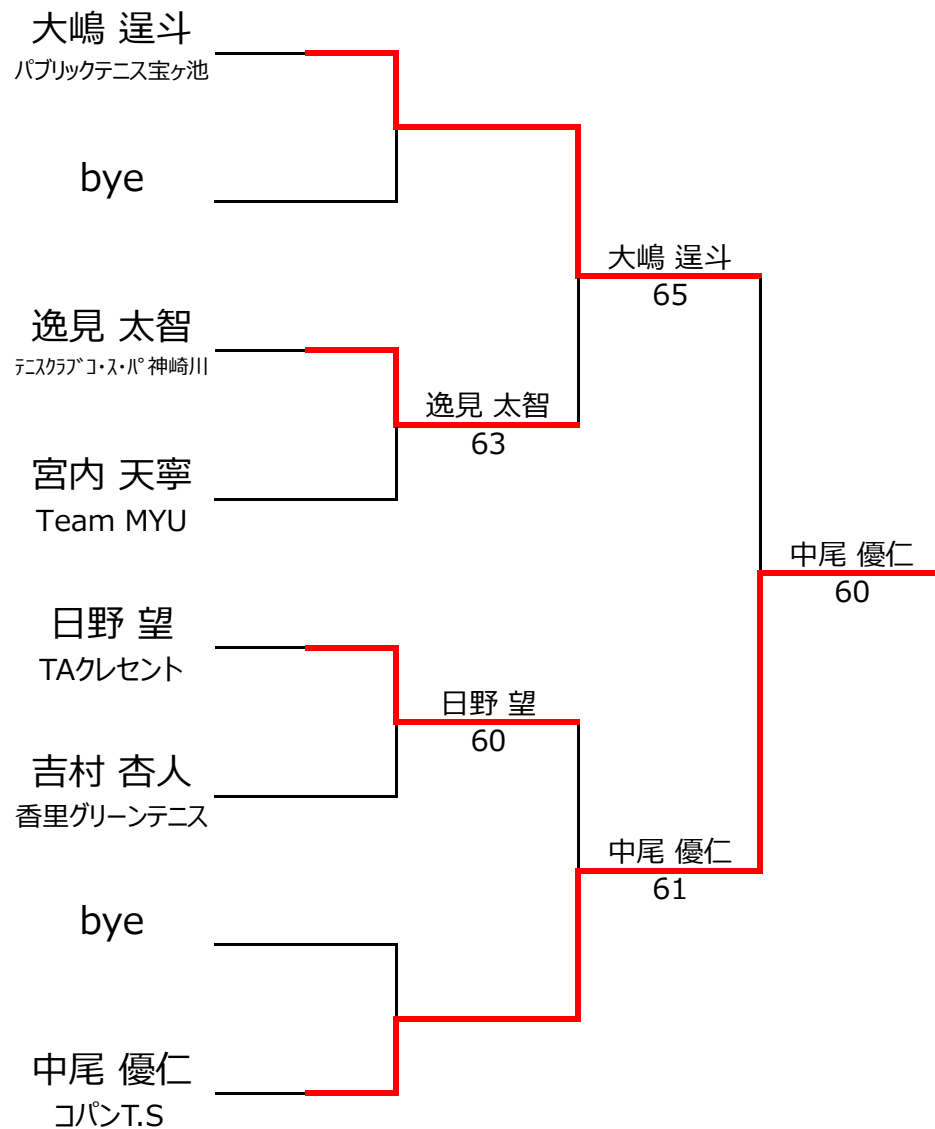 大嶋 逞斗
パブリックテニス宝ヶ池
bye
逸見 太智
ﾃﾆｽｸﾗﾌﾞｺ･ｽ･ﾊﾟ神崎川
宮内 天寧
Team MYU
日野 望
TAクレセント
吉村 杏人
香里グリーンテニス
bye
中尾 優仁
コパンT.S
逸見 太智
63
日野 望
60
大嶋 逞斗
65
中尾 優仁
61
中尾 優仁
60